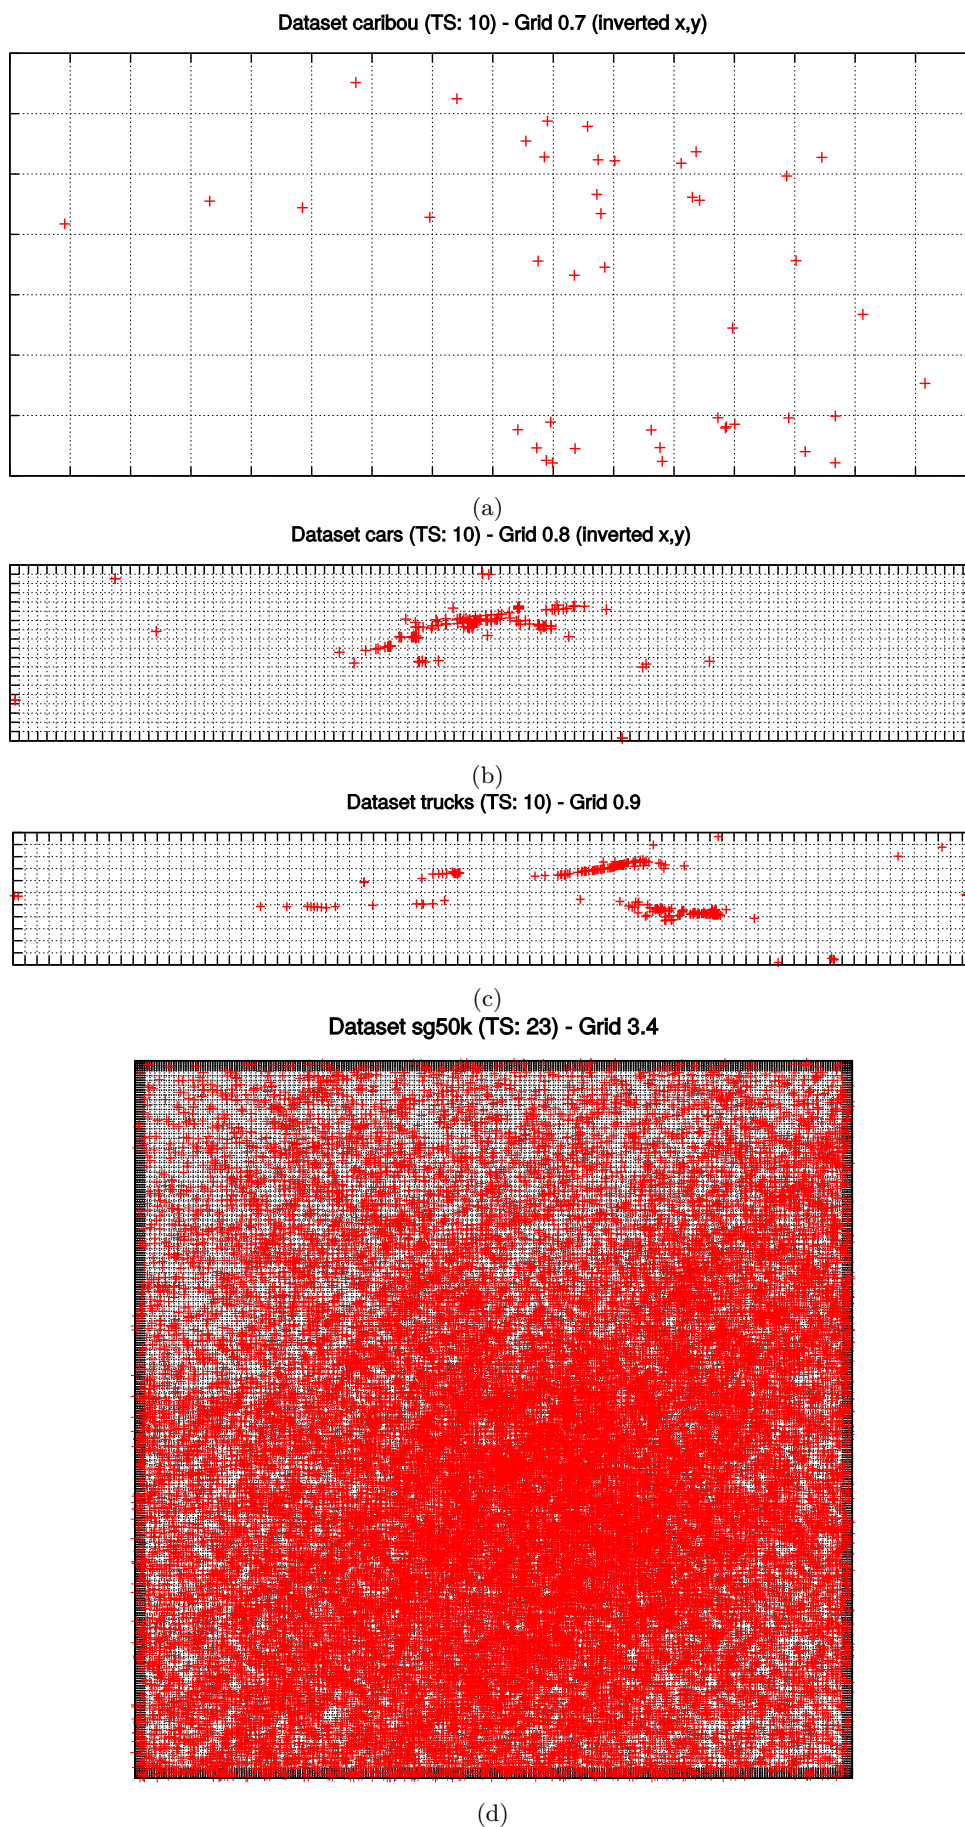 Dataset caribou (TS: 10) - Grid 0.7 (inverted x,y)
(a)
Dataset cars (TS: 10) - Grid 0.8 (inverted x,y)
(b)
Dataset trucks (TS: 10) - Grid 0.9
(c)
Dataset sg50k (TS: 23) - Grid 3.4
(d)